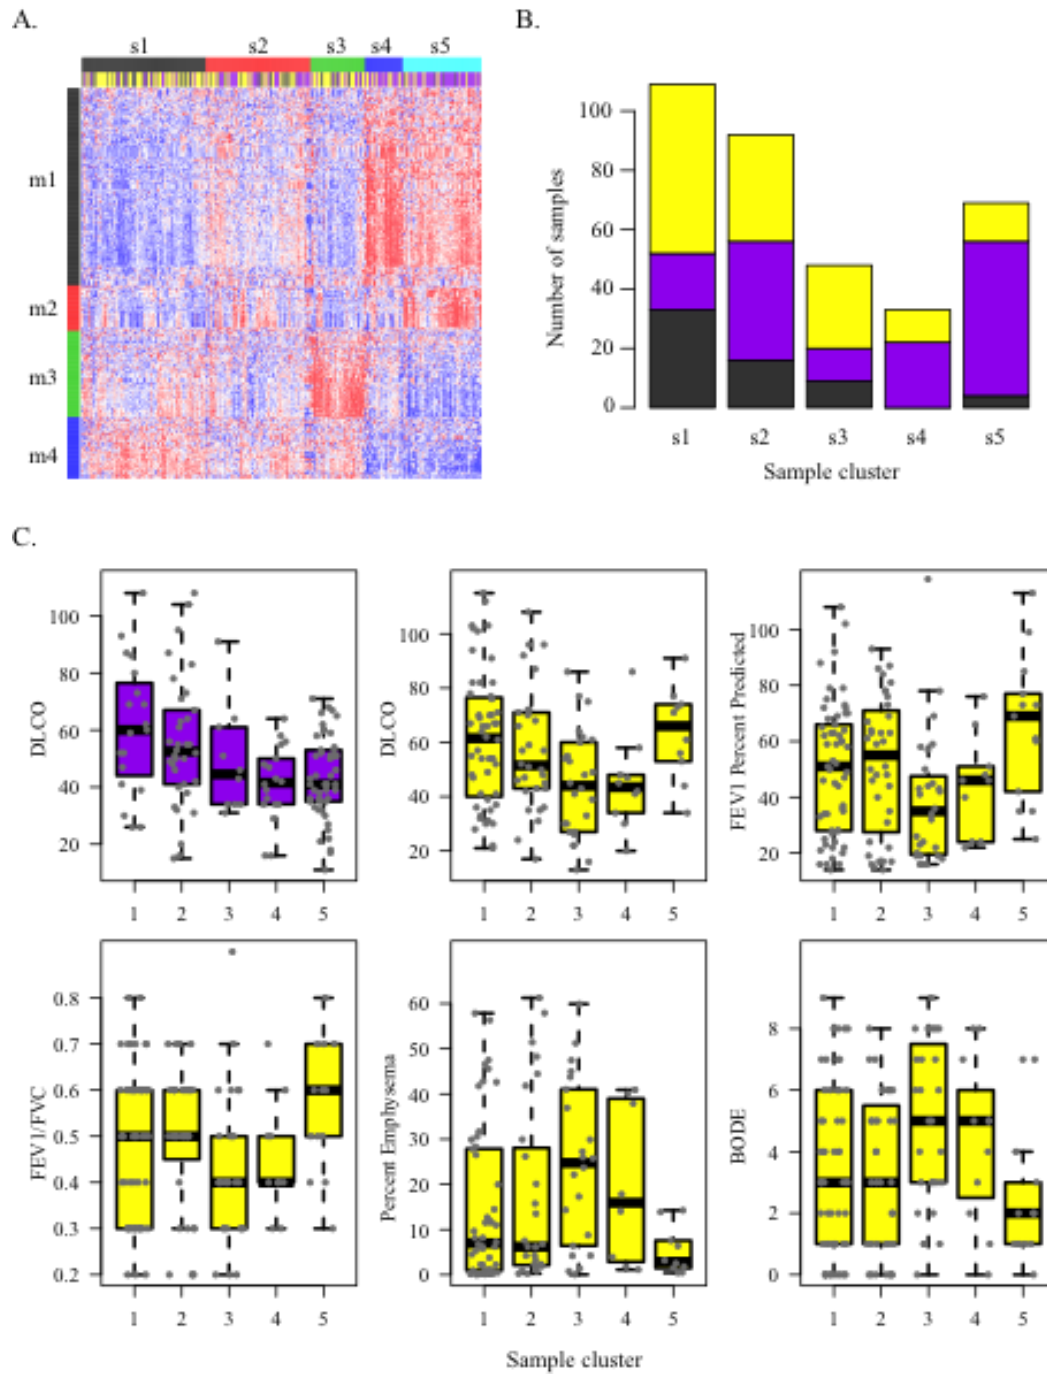 A.
s1 s2 s3 s4 s5
m1
m2
m3
m4
B.
Number of samples
100
80
60
40
20
0
s1 s2 s3 s4 s5
Sample cluster
C.
DLCO
100
80
60
40
20
1 2 3 4 5
DLCO
100
80
60
40
20
1 2 3 4 5
FEV1 Percent Predicted
100
80
60
40
20
1 2 3 4 5
FEV1/FVC
0.8
0.7
0.6
0.5
0.4
0.3
0.2
1 2 3 4 5
Percent Emphysema
60
50
40
30
20
10
0
1 2 3 4 5
BODE
8
6
4
2
0
1 2 3 4 5
Sample cluster